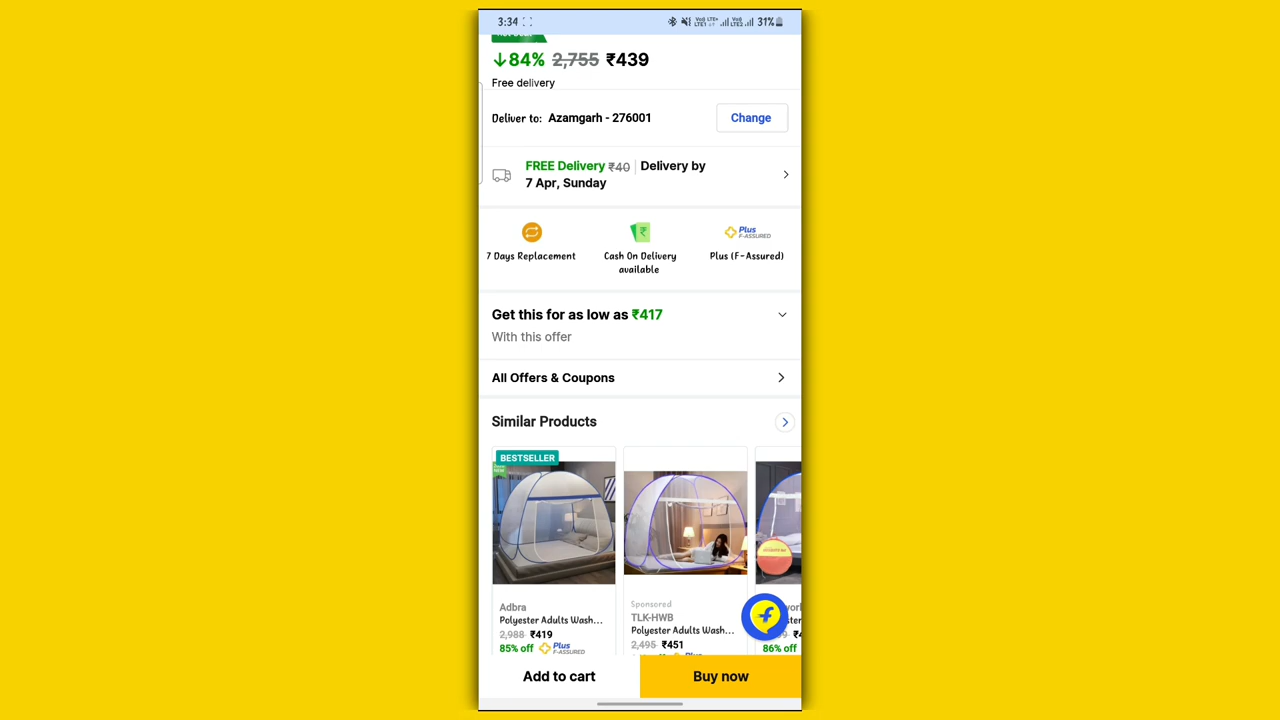 3:34
31%
↓84% 2,755 ₹439
Free delivery
Deliver to: Azamgarh - 276001
Change
FREE Delivery ₹40 | Delivery by
7 Apr, Sunday
Plus
F-ASSURED
7 Days Replacement
Cash On Delivery
available
Plus (F-Assured)
Get this for as low as ₹417
With this offer
All Offers & Coupons
Similar Products
BESTSELLER
Adbra
Polyester Adults Wash...
2,988 ₹419
85% off Plus
F-ASSURED
Sponsored
TLK-HWB
Polyester Adults Wash...
2,495 ₹451
86% off
Add to cart
Buy now